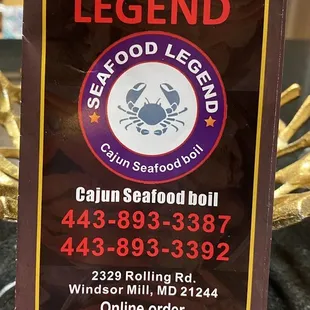 LEGEND
SEAFOOD LEGEND
Cajun Seafood boil
Cajun Seafood boil
443-893-3387
443-893-3392
2329 Rolling Rd.
Windsor Mill, MD 21244
Online order